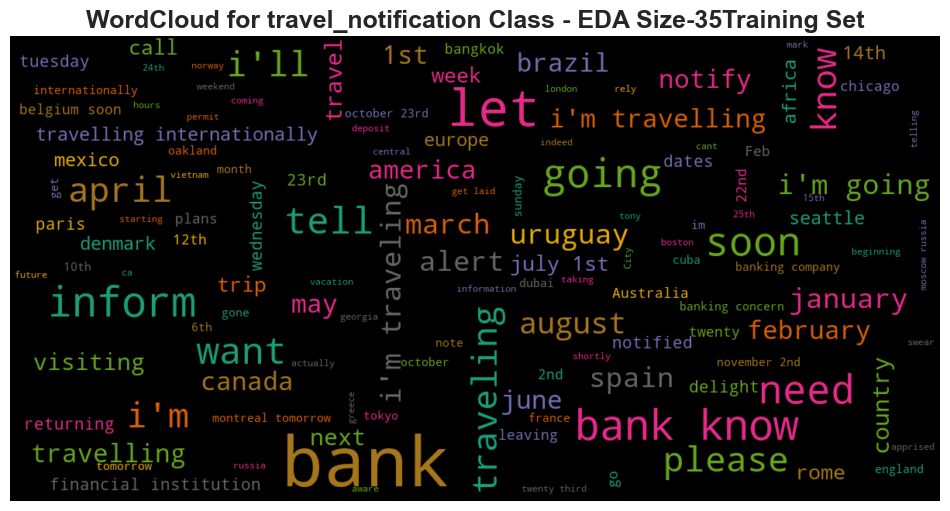 WordCloud for travel_notification Class - EDA Size-35Training Set
tuesday
call
24th
norway
i'll
travel
1st
bangkok
week
brazil
notify
africa
know
mark
14th
chicago
internationally
weekend
coming
october 23rd
let
london
rely
belgium soon
hours
permit
deposit
i'm travelling
telling
travelling internationally
europe
indeed
cant
mexico
oakland
central
america
dates
Feb
get
april
vietnam
month
23rd
get laid
sunday
going
22nd
i'm going
15th
paris
starting
plans
wednesday
tell
march
tony
im
25th
seattle
denmark
12th
uruguay
City
boston
soon
beginning
moscow russia
future
10th
ca
i'm traveling
alert
july 1st
cuba
banking company
trip
vacation
information
dubai
taking
inform
gone
may
georgia
Australia
banking concern
january
6th
note
august
notified
twenty
february
visiting
want
actually
october
traveling
shortly
november 2nd
swear
canada
2nd
spain
delight
need
country
returning
i'm
montreal tomorrow
greece
tokyo
june
france
bank know
apprised
next
leaving
travelling
tomorrow
russia
bank
please
rome
england
financial institution
aware
twenty third
go